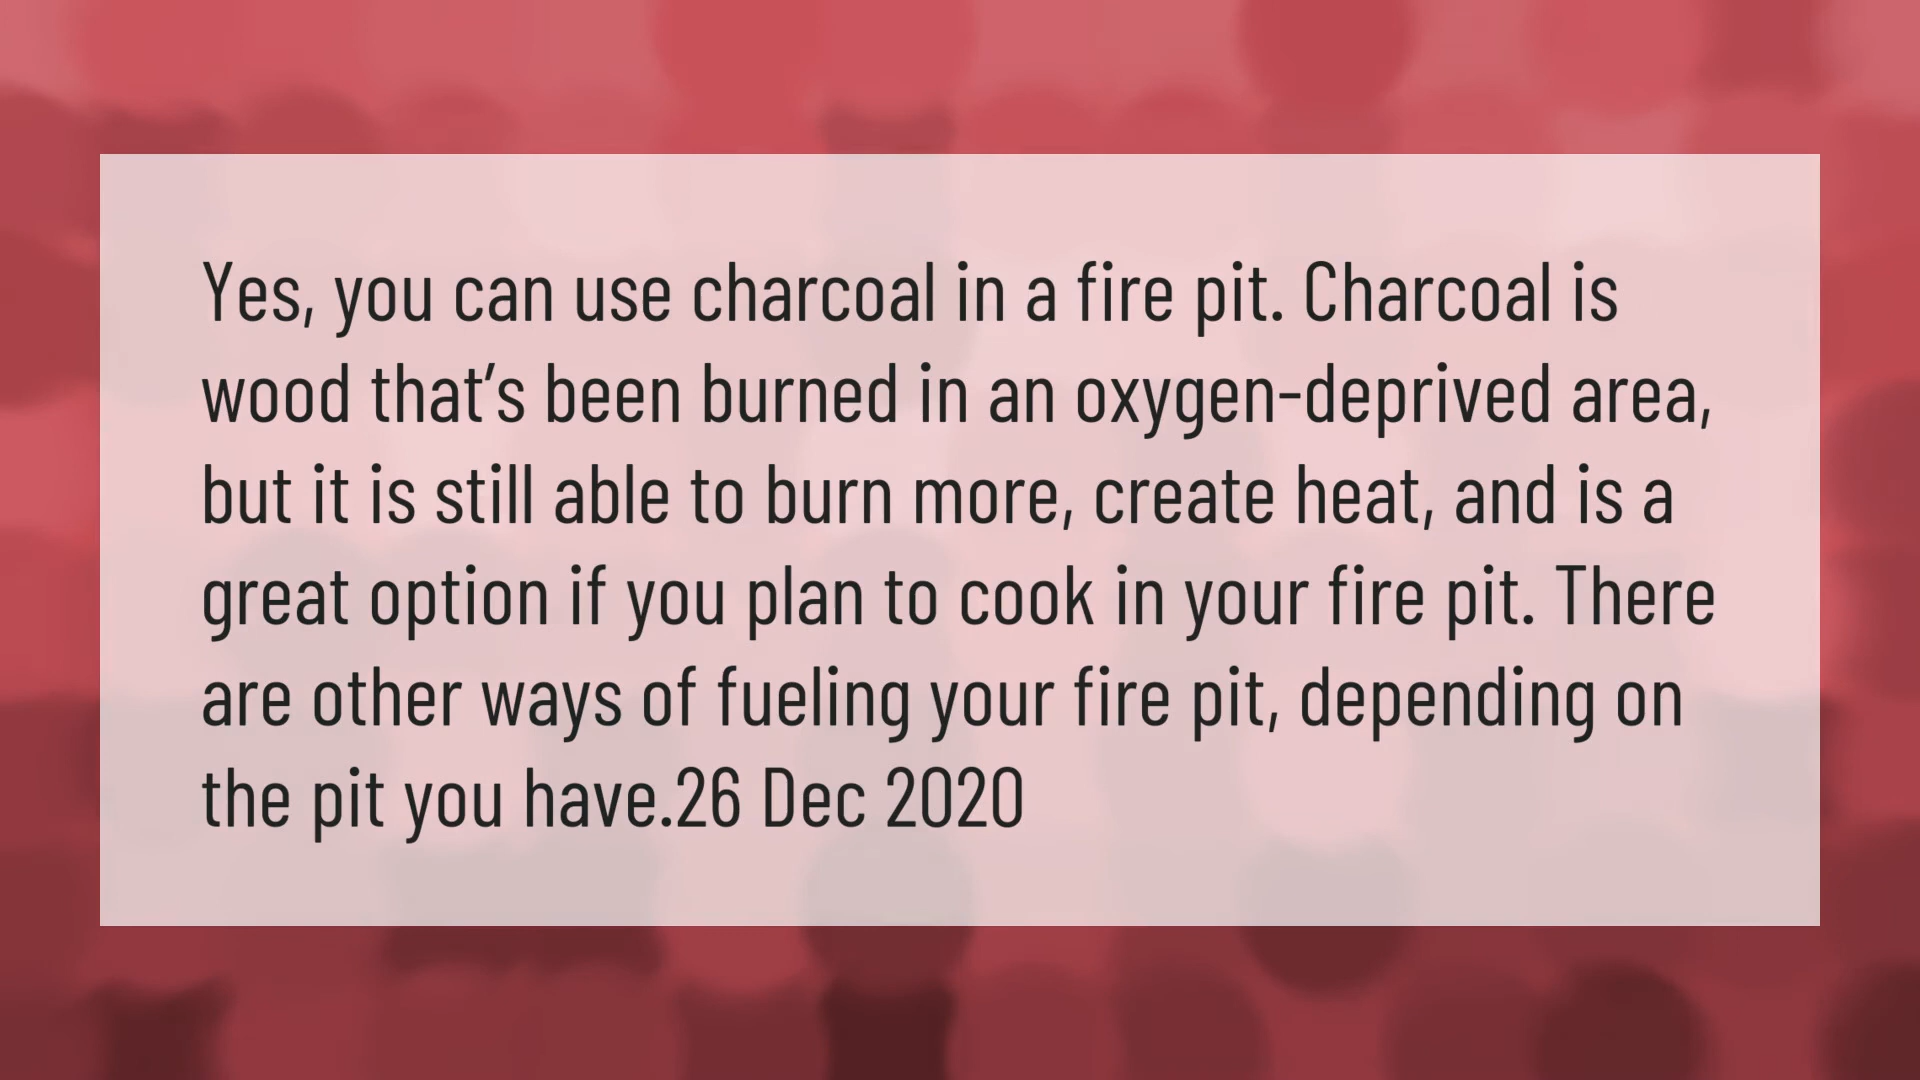 Yes, you can use charcoal in a fire pit. Charcoal is
wood that’s been burned in an oxygen-deprived area,
but it is still able to burn more, create heat, and is a
great option if you plan to cook in your fire pit. There
are other ways of fueling your fire pit, depending on
the pit you have.26 Dec 2020